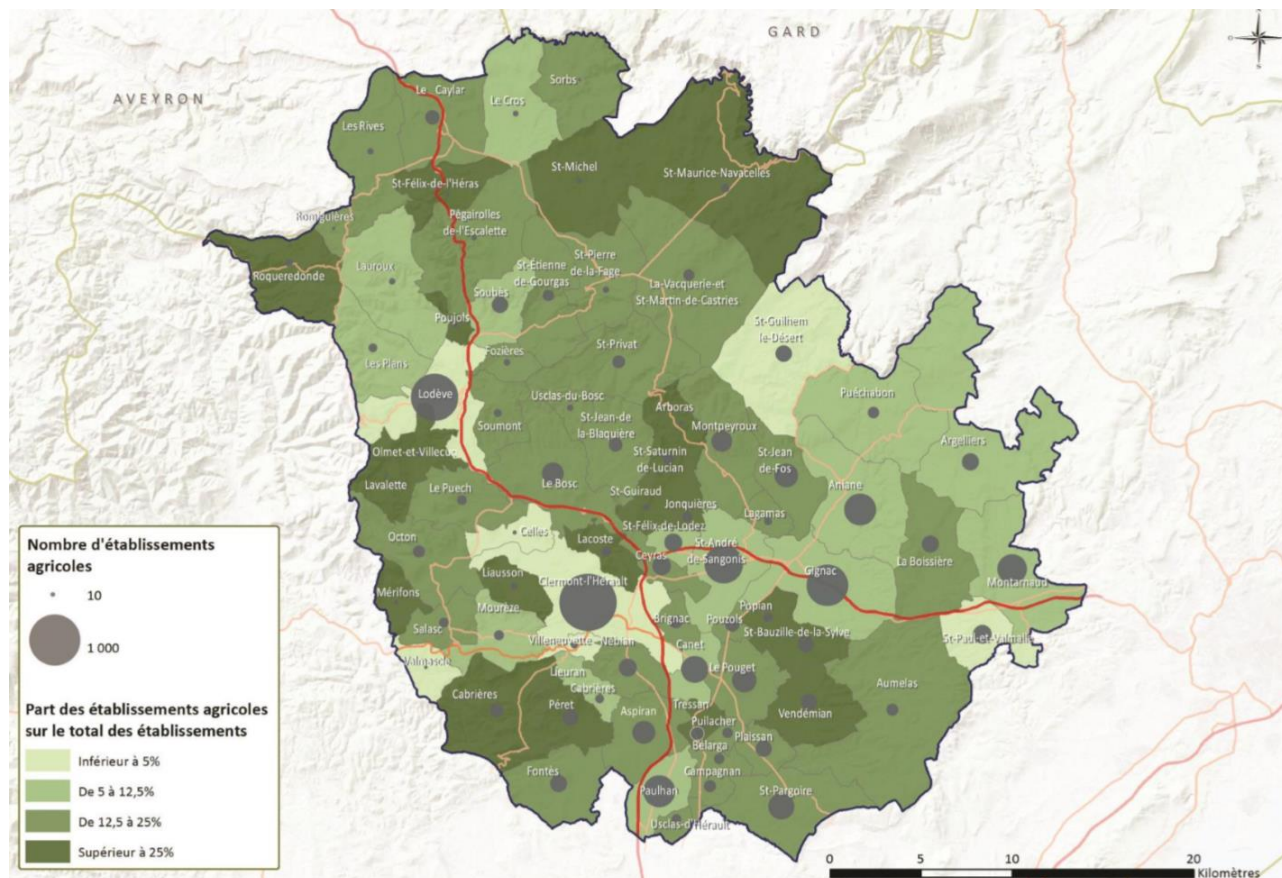 GARD
AVEYRON
Le Caylar
Le Cros
Sorbs
Les Rives
St-Michel
St-Maurice-Navacelles
St-Félix-de-l'Héras
Romiguières
Pégairolles
de-l'Escalette
Roqueredonde
Lauroux
St-Étienne
de-Gourgas
St-Pierre
de-la-Fage
La-Vacquerie-et
St-Martin-de-Castries
Soubès
Poujols
St-Guilhem
le-Désert
Les Plans
Fozières
St-Privat
Puéchabon
Lodève
Usclas-du-Bosc
Arboras
Soumont
St-Jean-de
la-Blaquière
Montpeyroux
Argelliers
Olmet-et-Villecun
St-Saturnin
de-Lucian
St-Jean
de-Fos
Lavalette
Le Puech
Le Bosc
St-Guiraud
Aniane
Jonquières
Lagamas
Celles
St-Félix-de-Lodez
Octon
Lacoste
Ceyras
St-André
de-Sangonis
La Boissière
Liausson
Clermont-l'Hérault
Gignac
Montarnaud
Mérifons
Mourèze
Brignac
Popian
Pouzols
Salasc
St-Bauzille-de-la-Sylve
St-Paul-et-Valmalle
Villeneuvette
Nébian
Canet
Valmascle
Lieuran
Cabrières
Le Pouget
Aumelas
Cabrières
Péret
Aspiran
Tressan
Vendémian
Puilacher
Plaissan
Bélarga
Fontès
Campagnan
Paulhan
St-Pargoire
Usclas-d'Hérault
Nombre d'établissements
agricoles
10
1 000
Part des établissements agricoles
sur le total des établissements
Inférieur à 5%
De 5 à 12,5%
De 12,5 à 25%
Supérieur à 25%
0 5 10 20
Kilomètres